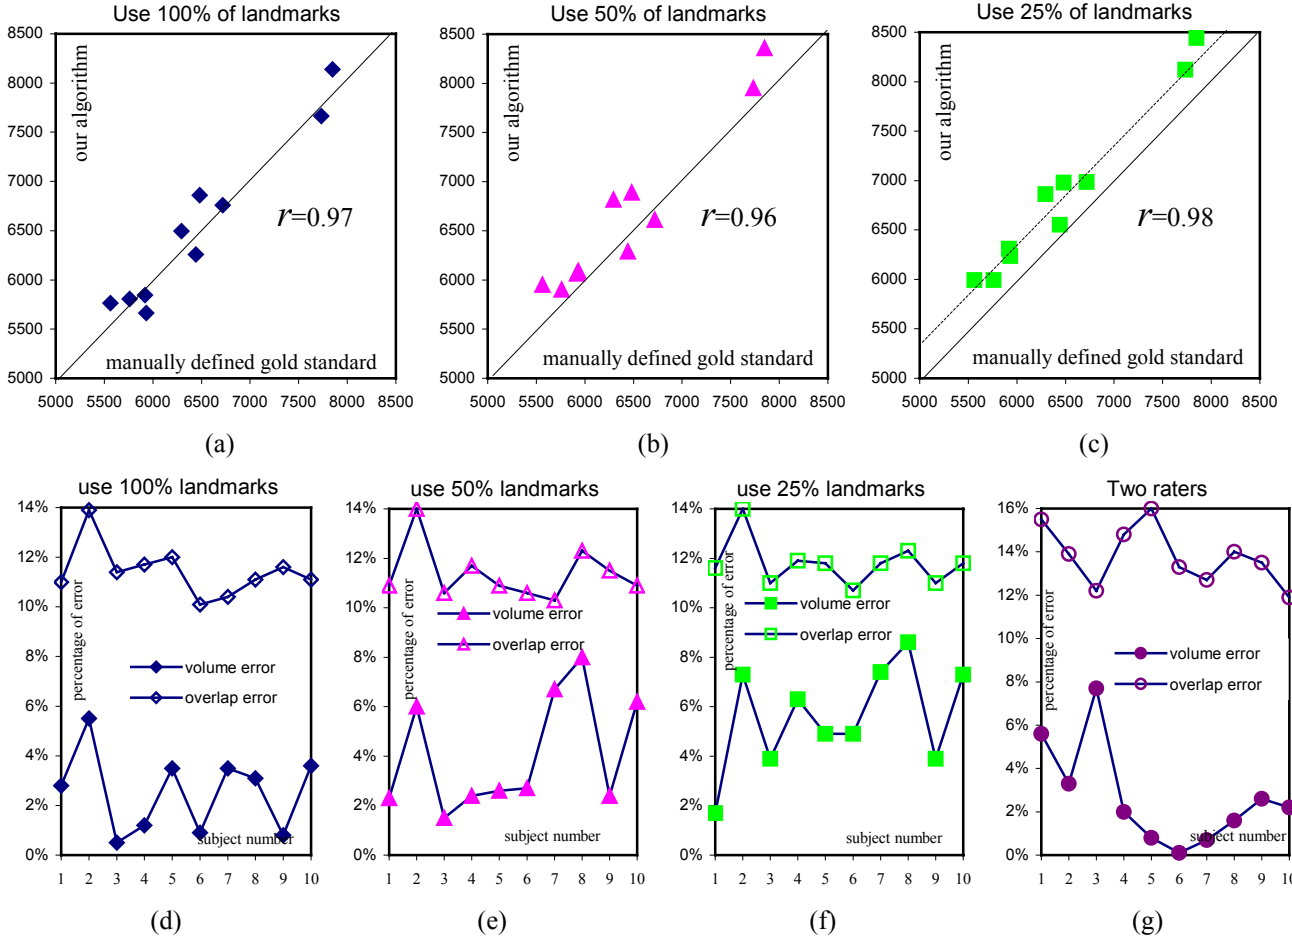 Use 100% of landmarks
8500
8000
7500
7000
6500
6000
5500
5000
our algorithm
r=0.97
manually defined gold standard
5000 5500 6000 6500 7000 7500 8000 8500
(a)
Use 50% of landmarks
8500
8000
7500
7000
6500
6000
5500
5000
our algorithm
r=0.96
manually defined gold standard
5000 5500 6000 6500 7000 7500 8000 8500
(b)
Use 25% of landmarks
8500
8000
7500
7000
6500
6000
5500
5000
our algorithm
r=0.98
manually defined gold standard
5000 5500 6000 6500 7000 7500 8000 8500
(c)
use 100% landmarks
14%
12%
10%
8%
6%
4%
2%
0%
percentage of error
volume error
overlap error
subject number
1 2 3 4 5 6 7 8 9 10
(d)
use 50% landmarks
14%
12%
10%
8%
6%
4%
2%
0%
percentage of error
volume error
overlap error
subject number
1 2 3 4 5 6 7 8 9 10
(e)
use 25% landmarks
14%
12%
10%
8%
6%
4%
2%
0%
percentage of error
volume error
overlap error
subject number
1 2 3 4 5 6 7 8 9 10
(f)
Two raters
16%
14%
12%
10%
8%
6%
4%
2%
0%
percentage of error
volume error
overlap error
subject number
1 2 3 4 5 6 7 8 9 10
(g)